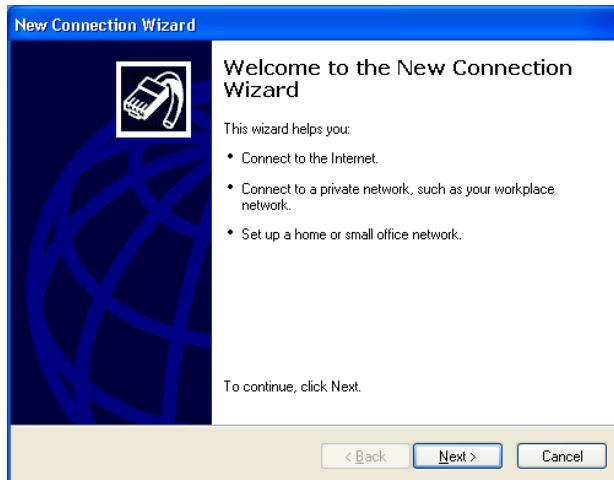 New Connection Wizard
Welcome to the New Connection
Wizard
This wizard helps you:
• Connect to the Internet.
• Connect to a private network, such as your workplace
network.
• Set up a home or small office network.
To continue, click Next.
< Back Next > Cancel